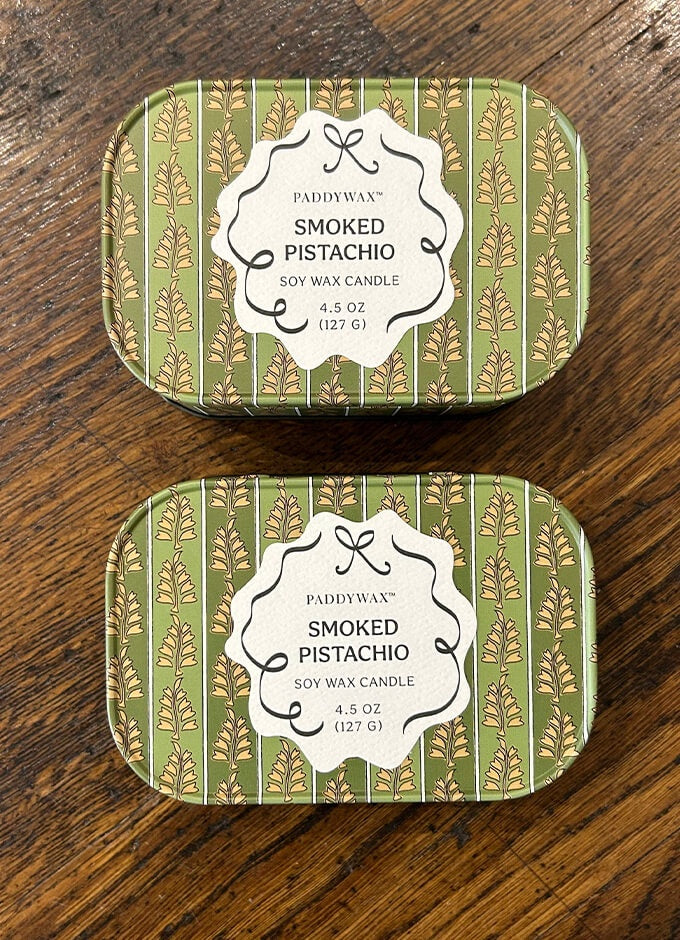 PADDYWAX™
SMOKED
PISTACHIO
SOY WAX CANDLE
4.5 OZ
(127 G)
PADDYWAX™
SMOKED
PISTACHIO
SOY WAX CANDLE
4.5 OZ
(127 G)